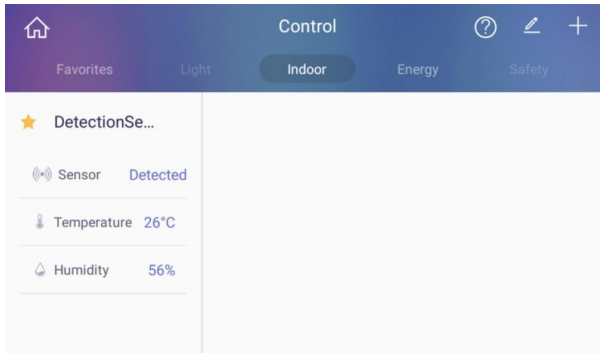 Control
Favorites Light Indoor Energy Safety
DetectionSe...
Sensor Detected
Temperature 26°C
Humidity 56%